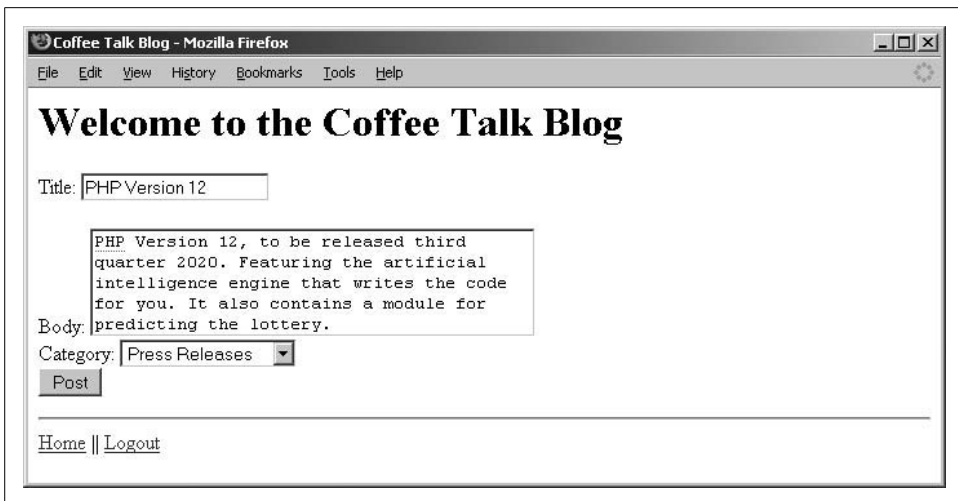 Coffee Talk Blog - Mozilla Firefox
File Edit View History Bookmarks Tools Help
Welcome to the Coffee Talk Blog
Title: PHP Version 12
PHP Version 12, to be released third
quarter 2020. Featuring the artificial
intelligence engine that writes the code
for you. It also contains a module for
Body: predicting the lottery.
Category: Press Releases
Post
Home || Logout